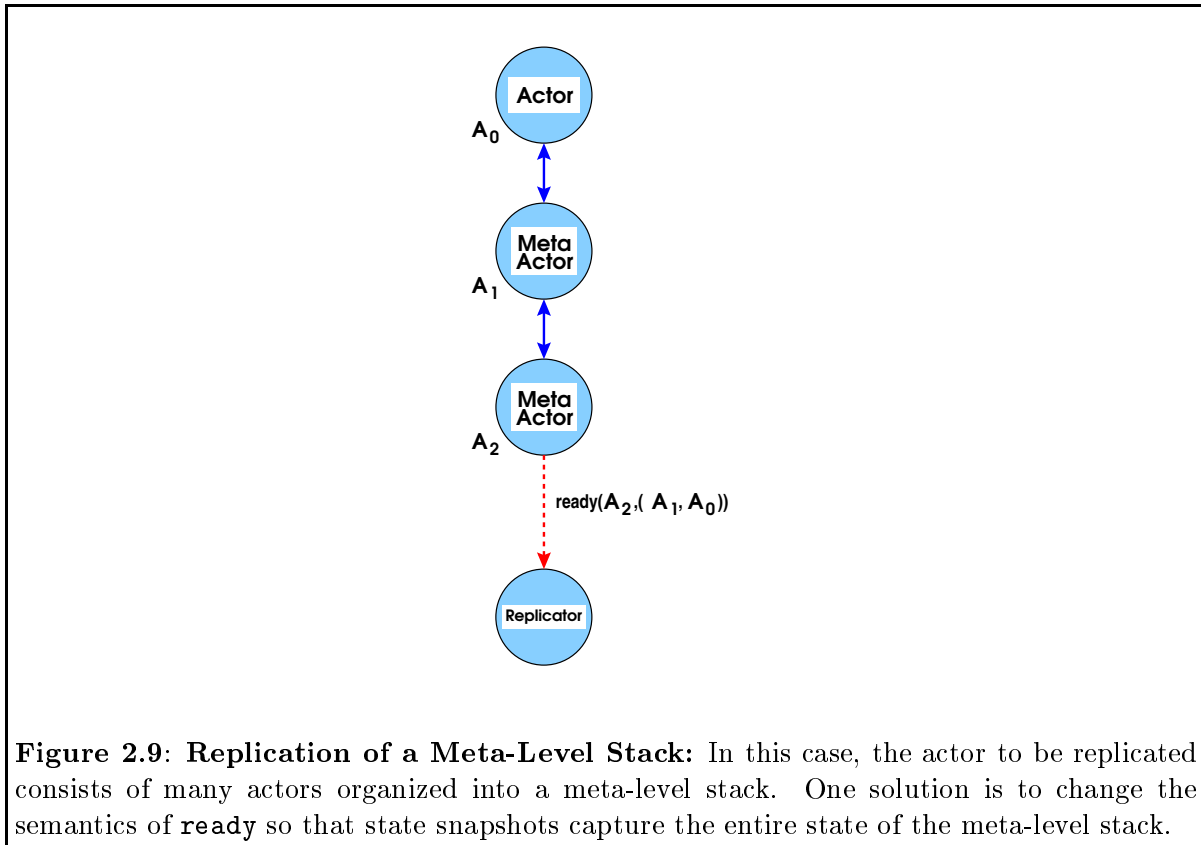 Actor
A0
Meta
Actor
A1
Meta
Actor
A2
ready(A2,( A1, A0))
Replicator
Figure 2.9: Replication of a Meta-Level Stack: In this case, the actor to be replicated
consists of many actors organized into a meta-level stack. One solution is to change the
semantics of ready so that state snapshots capture the entire state of the meta-level stack.